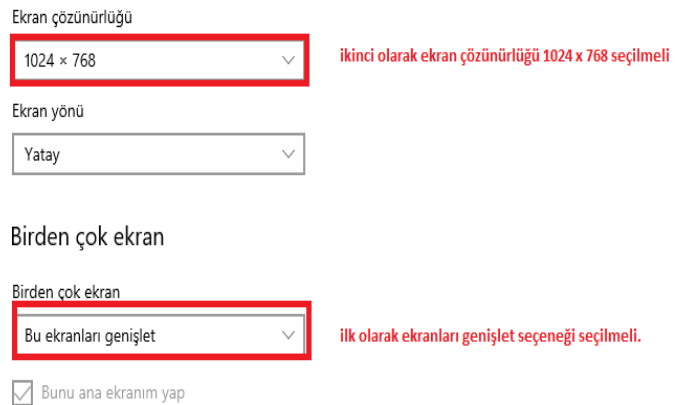 Ekran çözünürlüğü
1024 × 768
ikinci olarak ekran çözünürlüğü 1024 x 768 seçilmeli
Ekran yönü
Yatay
Birden çok ekran
Birden çok ekran
Bu ekranları genişlet
ilk olarak ekranları genişlet seçeneği seçilmeli.
Bunu ana ekranım yap